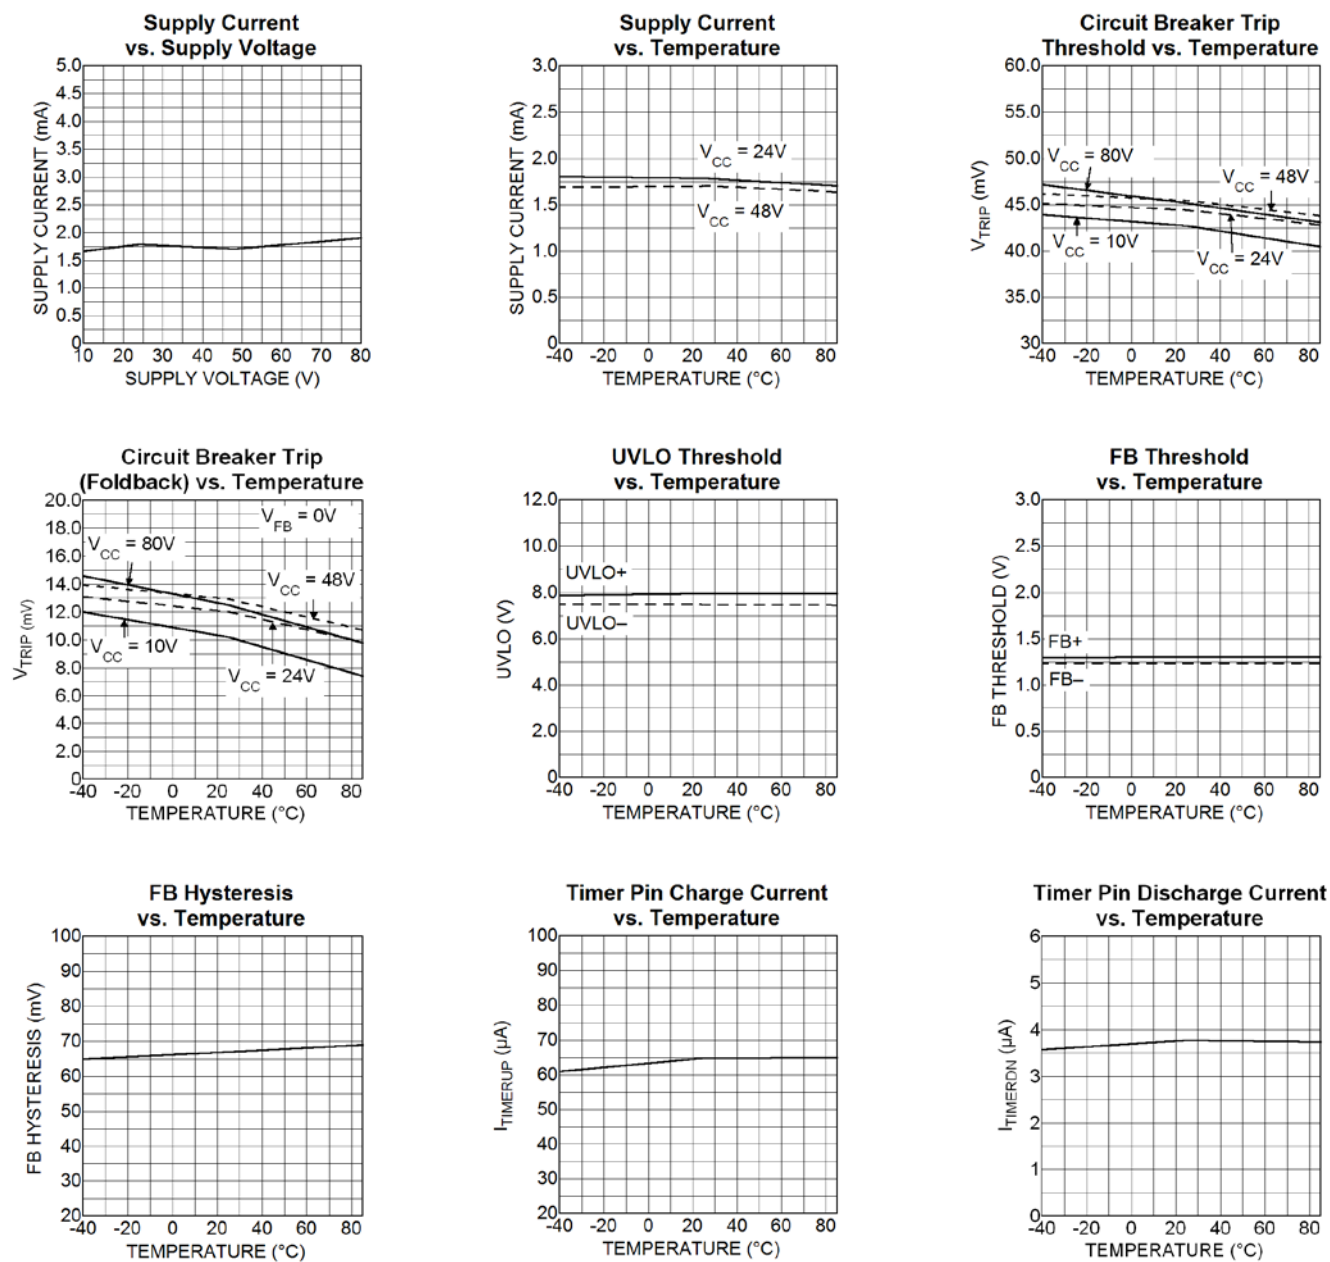 Supply Current
vs. Supply Voltage
5.0
4.5
4.0
3.5
3.0
2.5
2.0
1.5
1.0
0.5
0
SUPPLY CURRENT (mA)
10 20 30 40 50 60 70 80
SUPPLY VOLTAGE (V)
Supply Current
vs. Temperature
3.0
2.5
2.0
1.5
1.0
0.5
0
SUPPLY CURRENT (mA)
VCC = 24V
VCC = 48V
-40 -20 0 20 40 60 80
TEMPERATURE (°C)
Circuit Breaker Trip
Threshold vs. Temperature
60.0
55.0
50.0
45.0
40.0
35.0
30
VTRIP (mV)
VCC = 80V
VCC = 48V
VCC = 10V
VCC = 24V
-40 -20 0 20 40 60 80
TEMPERATURE (°C)
Circuit Breaker Trip
(Foldback) vs. Temperature
20.0
18.0
16.0
14.0
12.0
10.0
8.0
6.0
4.0
2.0
0
VTRIP (mV)
VFB = 0V
VCC = 80V
VCC = 48V
VCC = 10V
VCC = 24V
-40 -20 0 20 40 60 80
TEMPERATURE (°C)
UVLO Threshold
vs. Temperature
12.0
10.0
8.0
6.0
4.0
2.0
0
UVLO (V)
UVLO+
UVLO–
-40 -20 0 20 40 60 80
TEMPERATURE (°C)
FB Threshold
vs. Temperature
3.0
2.5
2.0
1.5
1.0
0.5
0
FB THRESHOLD (V)
FB+
FB–
-40 -20 0 20 40 60 80
TEMPERATURE (°C)
FB Hysteresis
vs. Temperature
100
90
80
70
60
50
40
30
20
FB HYSTERESIS (mV)
-40 -20 0 20 40 60 80
TEMPERATURE (°C)
Timer Pin Charge Current
vs. Temperature
100
90
80
70
60
50
40
30
20
ITIMERUP (µA)
-40 -20 0 20 40 60 80
TEMPERATURE (°C)
Timer Pin Discharge Current
vs. Temperature
6
5
4
3
2
1
0
ITIMERDN (µA)
-40 -20 0 20 40 60 80
TEMPERATURE (°C)